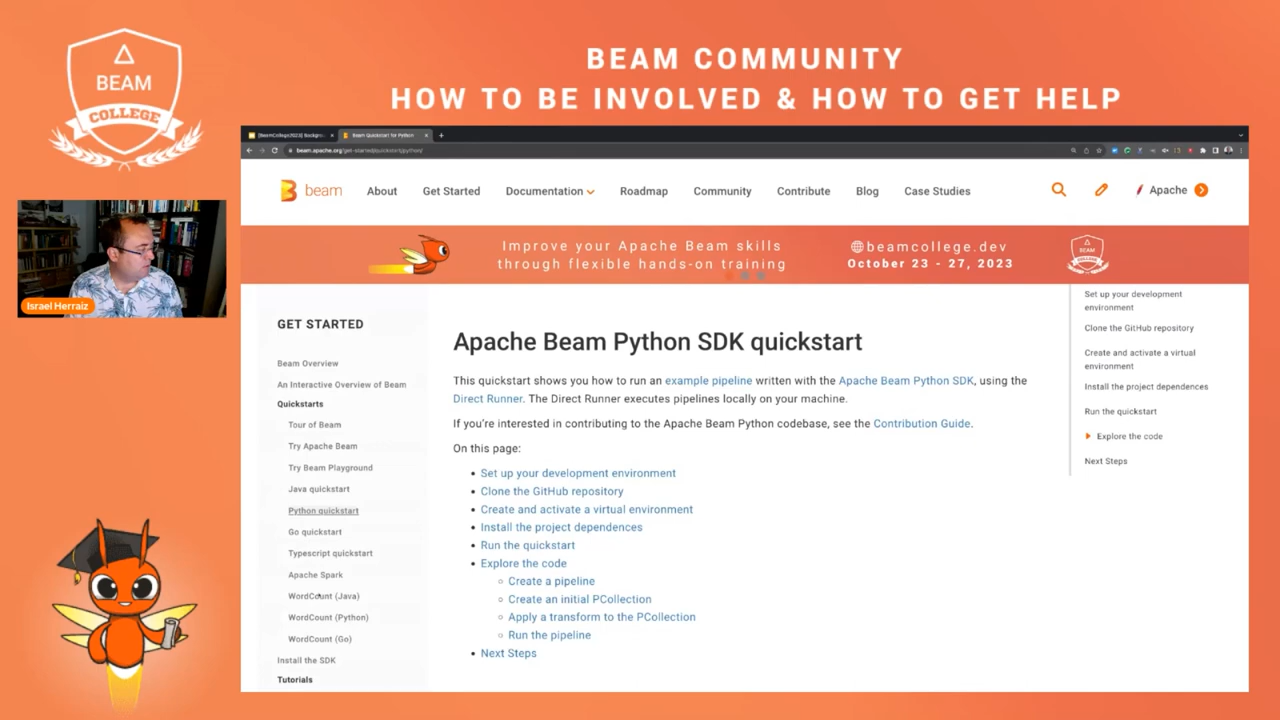 BEAM
COLLEGE
BEAM COMMUNITY
HOW TO BE INVOLVED & HOW TO GET HELP
Israel Herraiz
[BeamCollege2023] Backgrou
Beam Quickstart for Python
beam.apache.org/get-started/quickstart/python/
beam
About
Get Started
Documentation
Roadmap
Community
Contribute
Blog
Case Studies
Apache
Improve your Apache Beam skills
through flexible hands-on training
beamcollege.dev
October 23 - 27, 2023
BEAM
COLLEGE
GET STARTED
Beam Overview
An Interactive Overview of Beam
Quickstarts
Tour of Beam
Try Apache Beam
Try Beam Playground
Java quickstart
Python quickstart
Go quickstart
Typescript quickstart
Apache Spark
WordCount (Java)
WordCount (Python)
WordCount (Go)
Install the SDK
Tutorials
Apache Beam Python SDK quickstart
This quickstart shows you how to run an example pipeline written with the Apache Beam Python SDK, using the
Direct Runner. The Direct Runner executes pipelines locally on your machine.
If you're interested in contributing to the Apache Beam Python codebase, see the Contribution Guide.
On this page:
Set up your development environment
Clone the GitHub repository
Create and activate a virtual environment
Install the project dependences
Run the quickstart
Explore the code
Create a pipeline
Create an initial PCollection
Apply a transform to the PCollection
Run the pipeline
Next Steps
Set up your development
environment
Clone the GitHub repository
Create and activate a virtual
environment
Install the project dependences
Run the quickstart
Explore the code
Next Steps